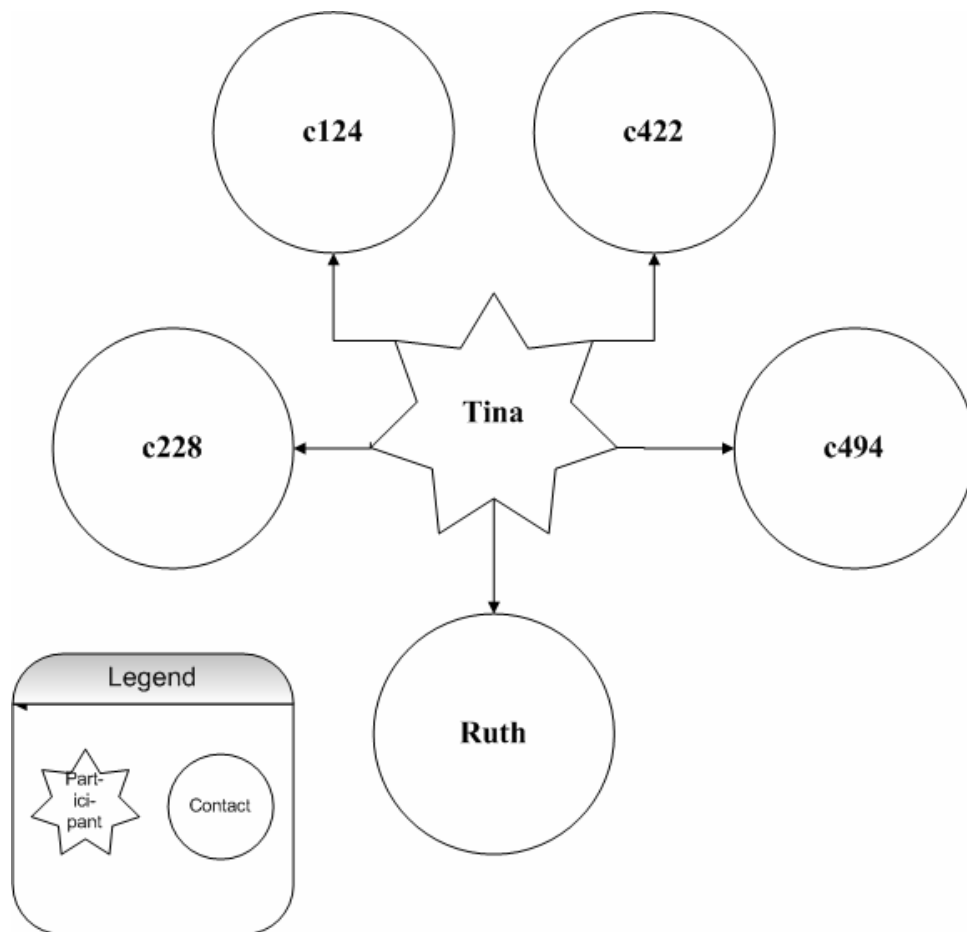 c124
c422
Tina
c228
c494
Ruth
Legend
Part-
ici-
pant
Contact